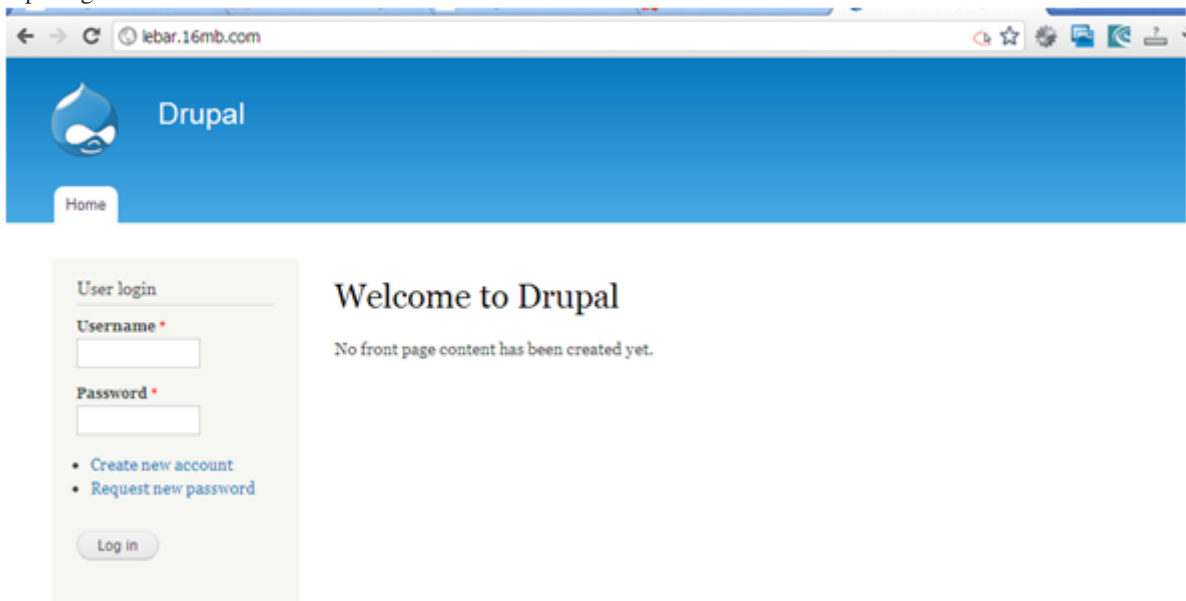 lebar.16mb.com
Drupal
Home
User login
Username *
Password *
Create new account
Request new password
Log in
Welcome to Drupal
No front page content has been created yet.